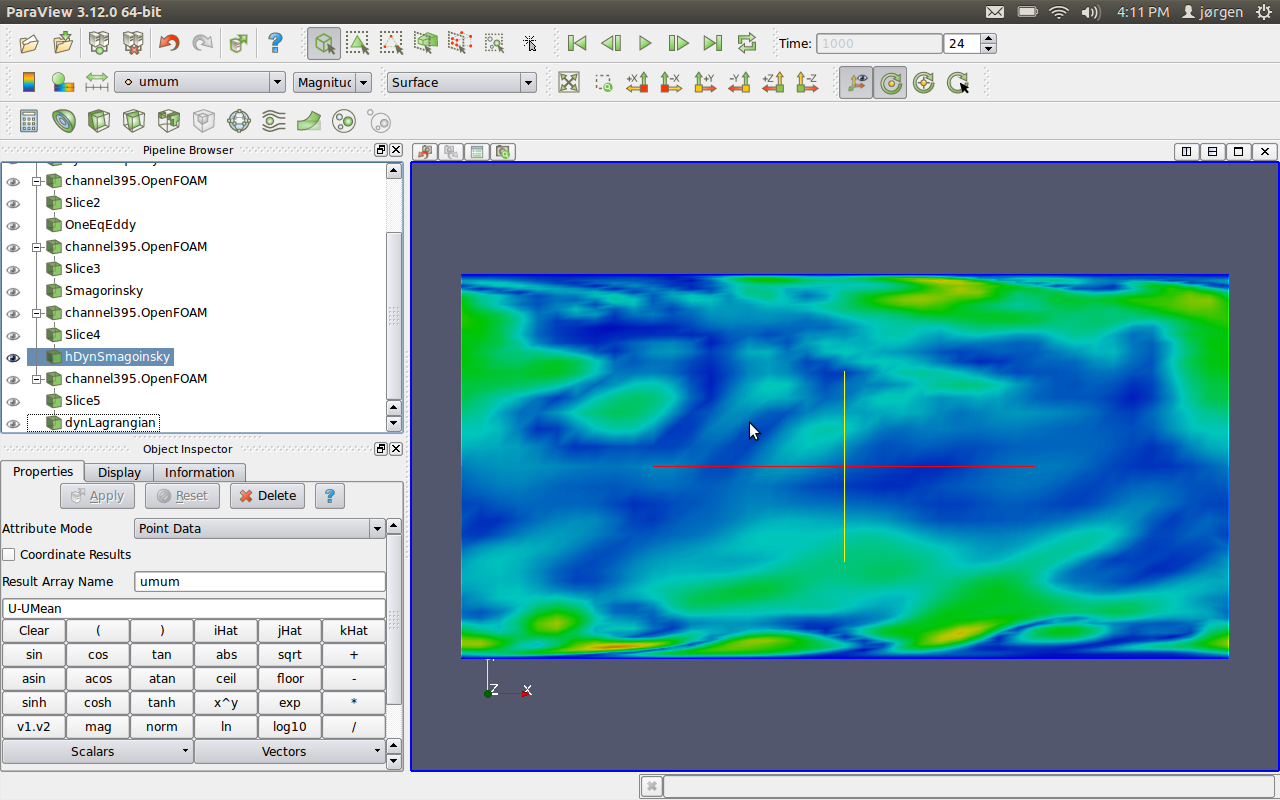 ParaView 3.12.0 64-bit
4:11 PM jørgen
Time: 1000 24
umum Magnituc Surface
+X -X +Y -Y +Z -Z
Pipeline Browser
channel395.OpenFOAM
Slice2
OneEqEddy
channel395.OpenFOAM
Slice3
Smagorinsky
channel395.OpenFOAM
Slice4
hDynSmagoinsky
channel395.OpenFOAM
Slice5
dynLagrangian
Object Inspector
Properties Display Information
Apply Reset Delete ?
Attribute Mode Point Data
Coordinate Results
Result Array Name umum
U-UMean
Clear ( ) iHat jHat kHat
sin cos tan abs sqrt +
asin acos atan ceil floor -
sinh cosh tanh x^y exp *
v1.v2 mag norm ln log10 /
Scalars Vectors
Z X